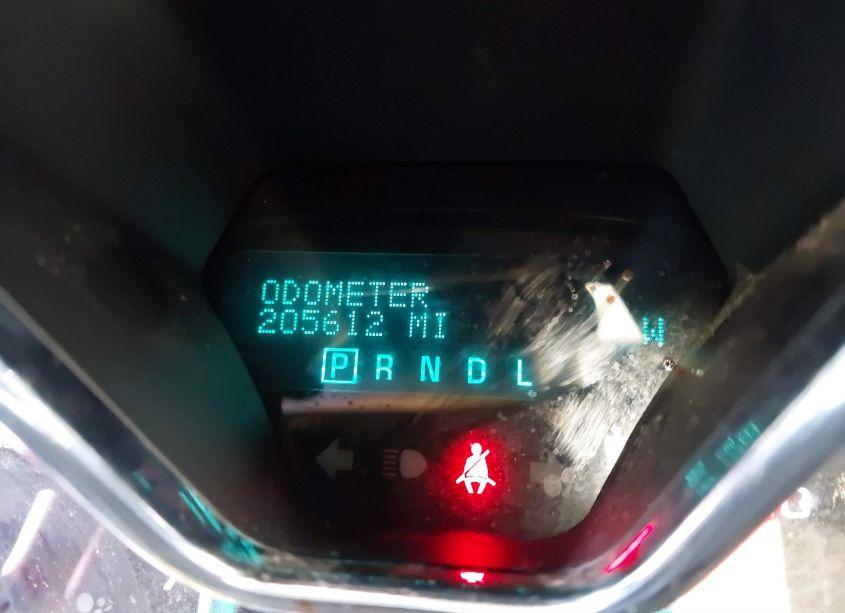 ODOMETER
205612 MI
W
P R N D L